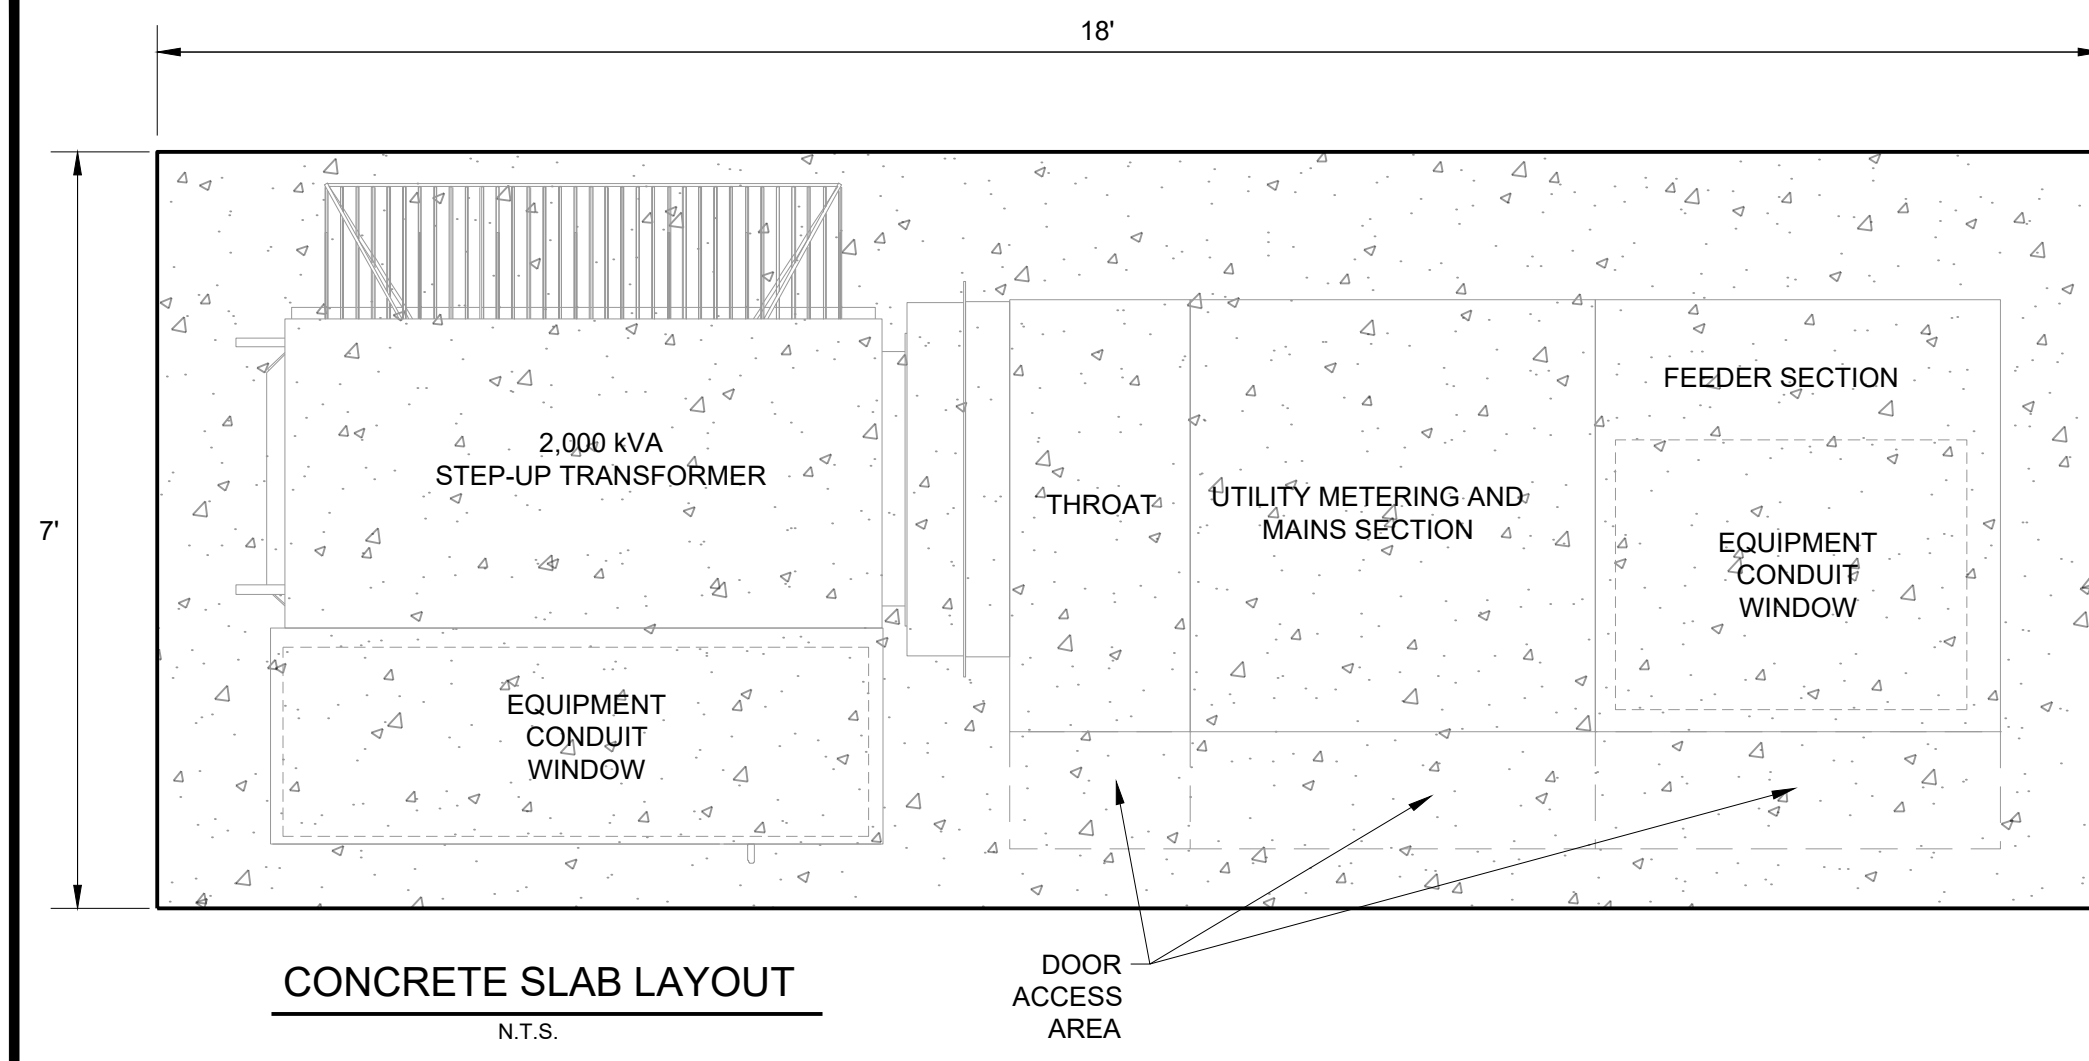 18'
7'
2,000 kVA
STEP-UP TRANSFORMER
EQUIPMENT
CONDUIT
WINDOW
THROAT
UTILITY METERING AND
MAINS SECTION
FEEDER SECTION
EQUIPMENT
CONDUIT
WINDOW
CONCRETE SLAB LAYOUT
N.T.S.
DOOR
ACCESS
AREA